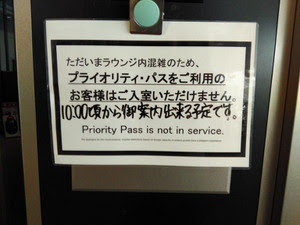 ただいまラウンジ内混雑のため、
プライオリティ・パスをご利用の
お客様はご入室いただけません。
10:00頃から御案内出来る予定です。
Priority Pass is not in service.